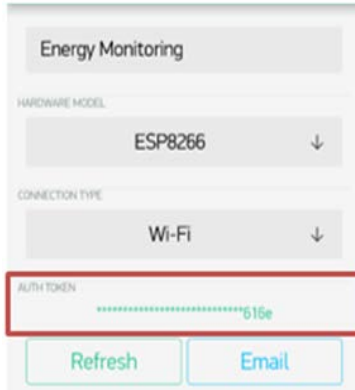 Energy Monitoring
HARDWARE MODEL
ESP8266
CONNECTION TYPE
Wi-Fi
AUTH TOKEN
****************************616e
Refresh Email